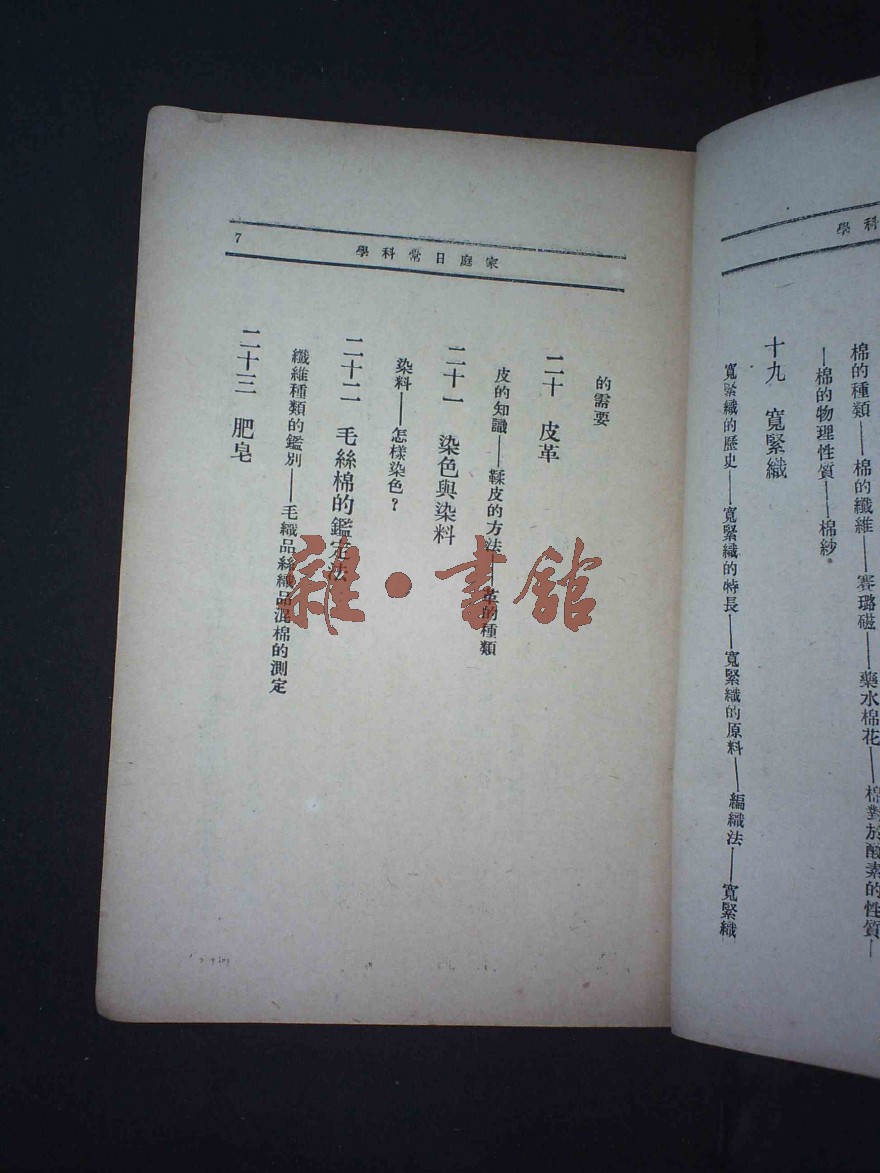 學科
棉的種類——棉的纖維——賽璐磁——藥水棉花——棉對於酸素的性質—
—棉的物理性質——棉紗。
十九 寬緊織
寬緊織的歷史——寬緊織的特長——寬緊織的原料——編織法——寬緊織
學科常日庭家
7
的需要
二十 皮革
皮的知識——鞣皮的方法——革的種類
二十一 染色與染料
染料——怎樣染色？
二十二 毛絲棉的鑑定法
纖維種類的鑑別——毛織品絲織品混棉的測定
二十三 肥皂
雜·書館